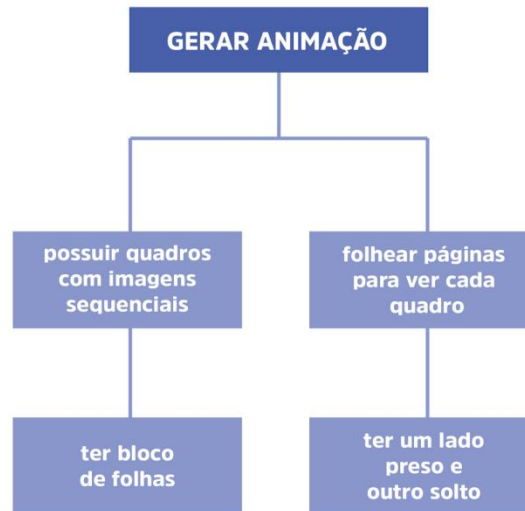 GERAR ANIMAÇÃO
possuir quadros
com imagens
sequenciais
folhear páginas
para ver cada
quadro
ter bloco
de folhas
ter um lado
preso e
outro solto